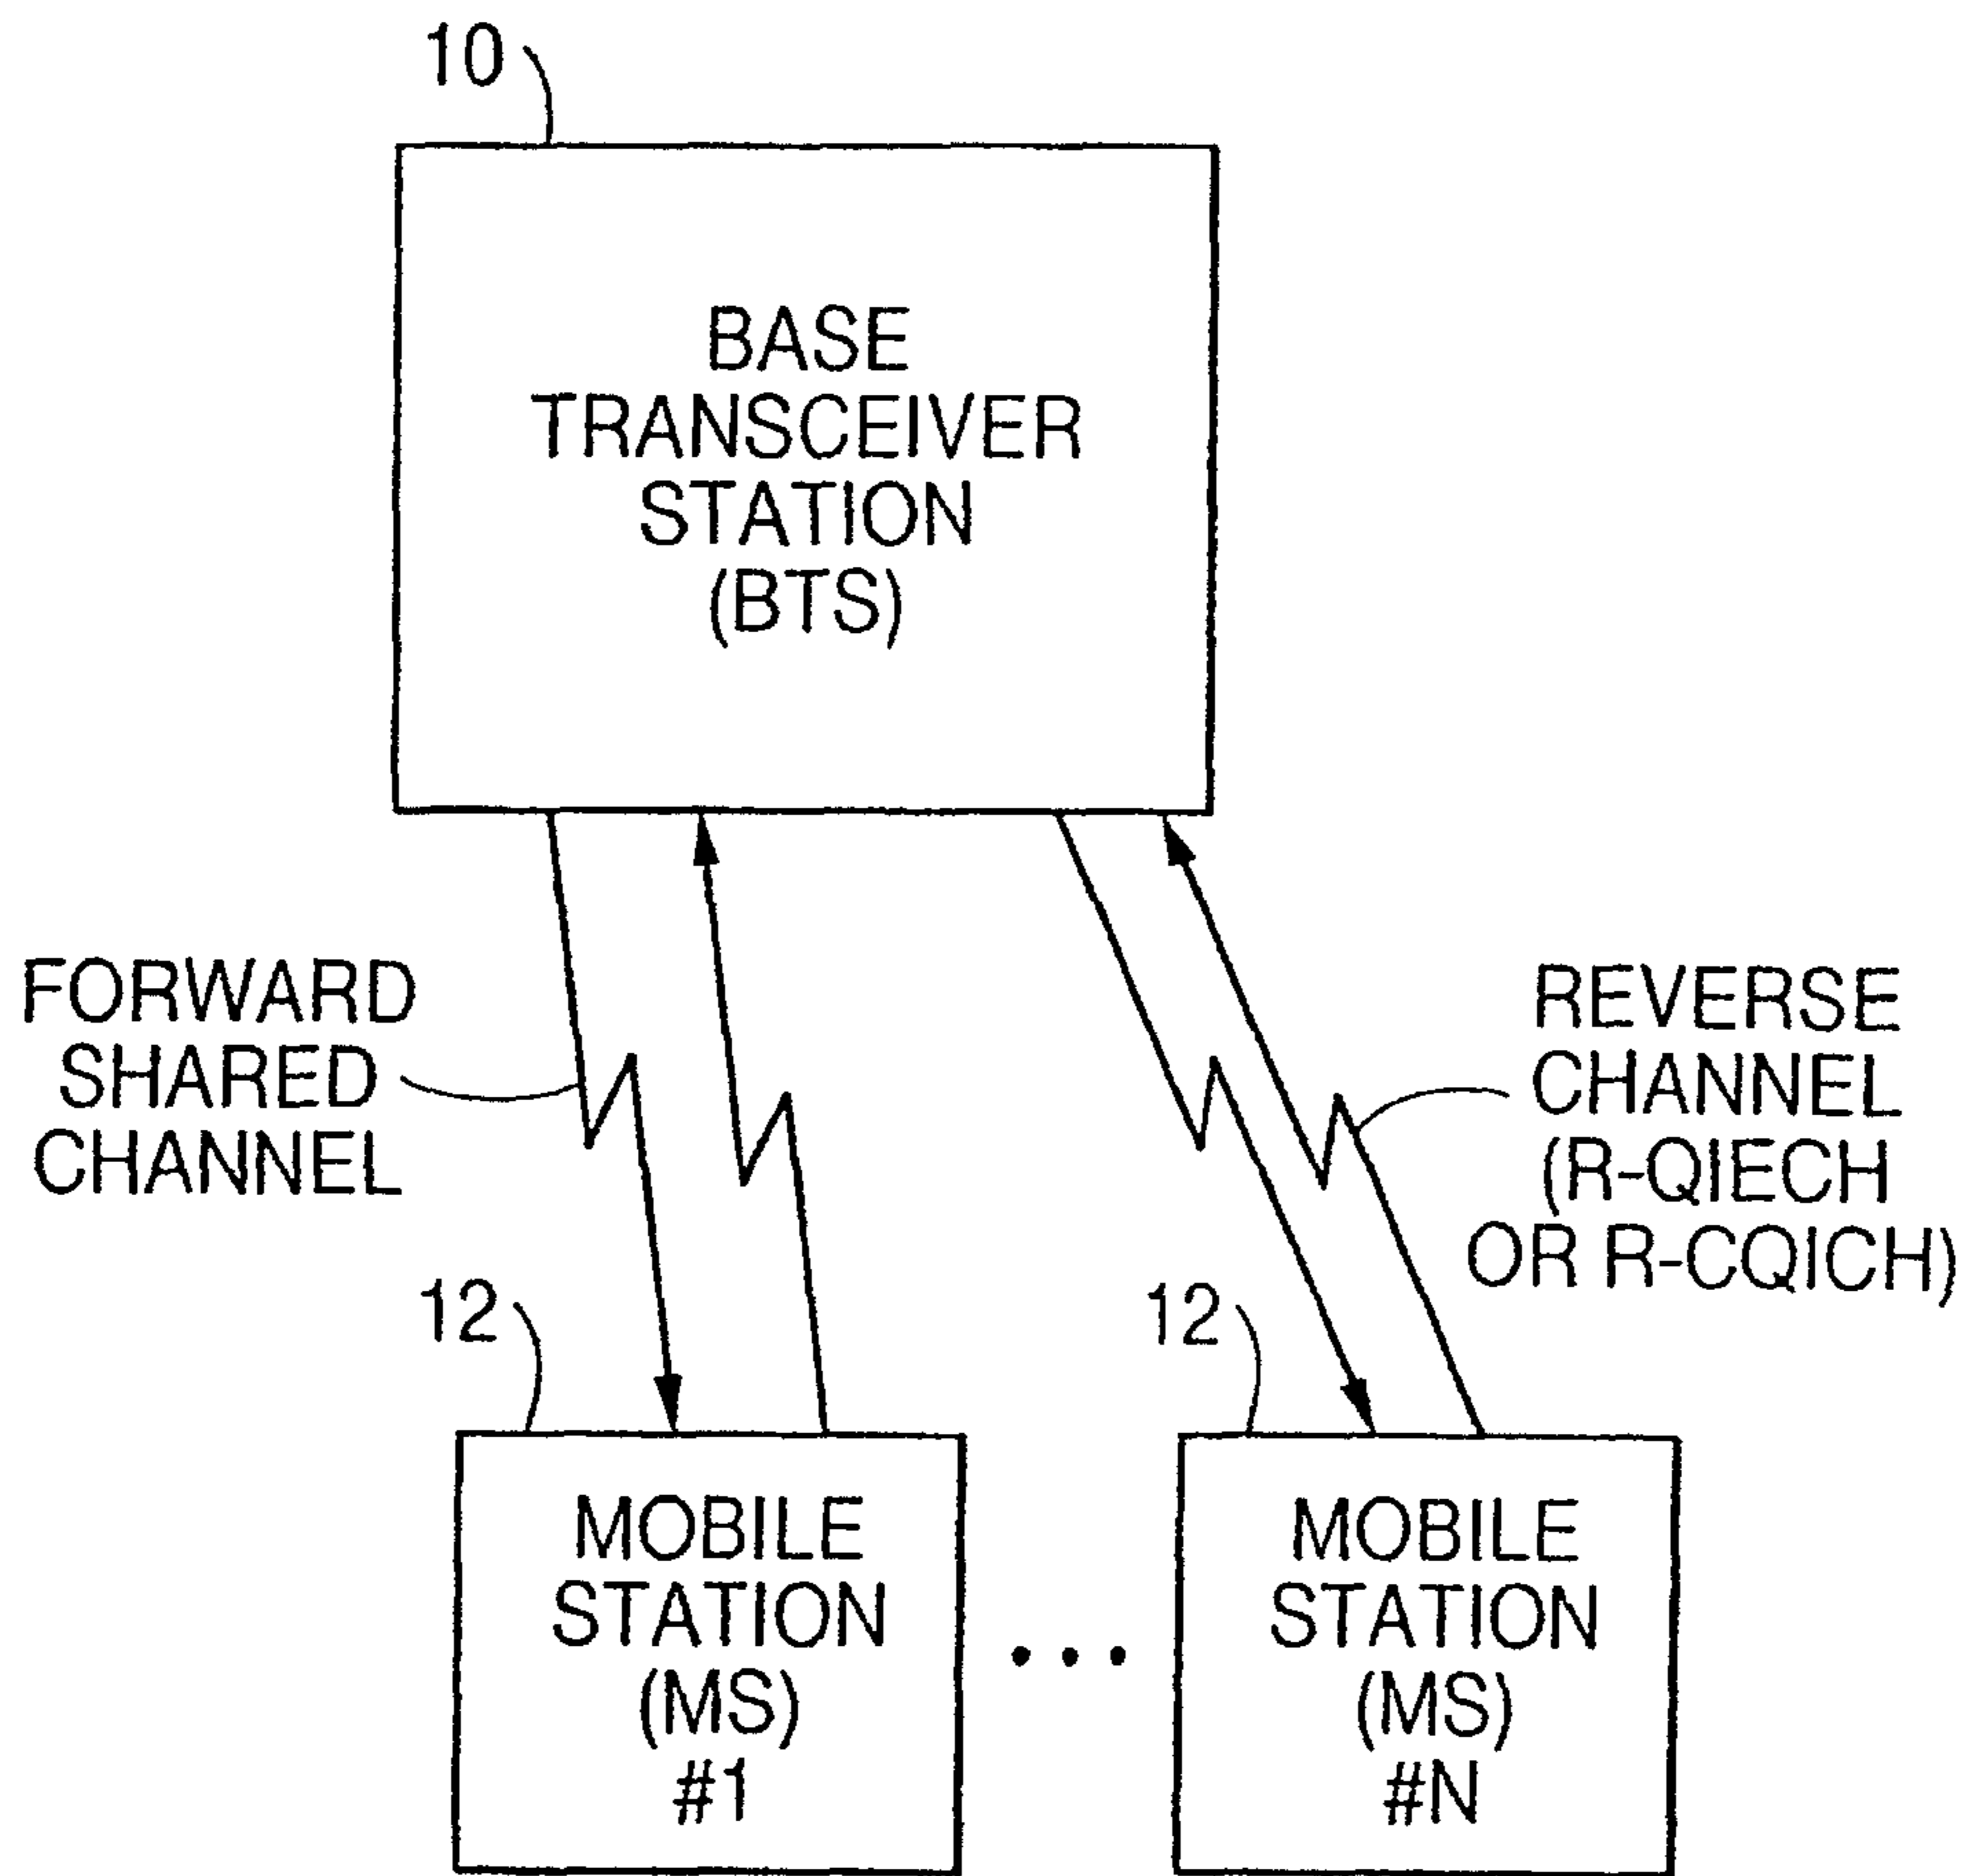 10
BASE
TRANSCEIVER
STATION
(BTS)
FORWARD
SHARED
CHANNEL
REVERSE
CHANNEL
(R-QIECH
OR R-CQICH)
12
12
MOBILE
STATION
(MS)
#1
...
MOBILE
STATION
(MS)
#N